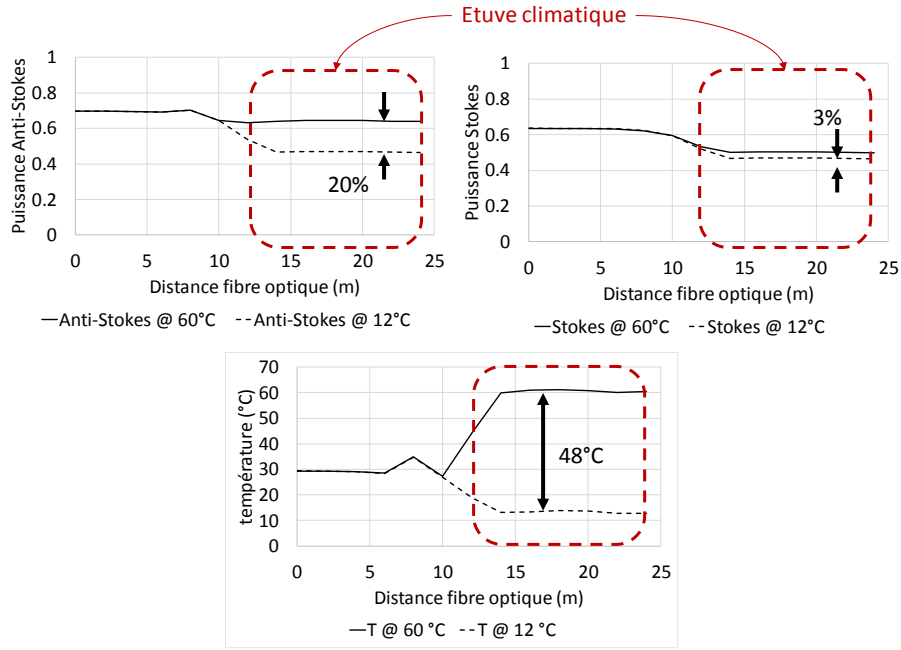 Etuve climatique
Puissance Anti-Stokes
1
0.8
0.6
0.4
0.2
0
20%
0 5 10 15 20 25
Distance fibre optique (m)
Anti-Stokes @ 60°C Anti-Stokes @ 12°C
Puissance Stokes
1
0.8
0.6
0.4
0.2
0
3%
0 5 10 15 20 25
Distance fibre optique (m)
Stokes @ 60°C Stokes @ 12°C
température (°C)
70
60
50
40
30
20
10
0
48°C
0 5 10 15 20 25
Distance fibre optique (m)
T @ 60 °C T @ 12 °C